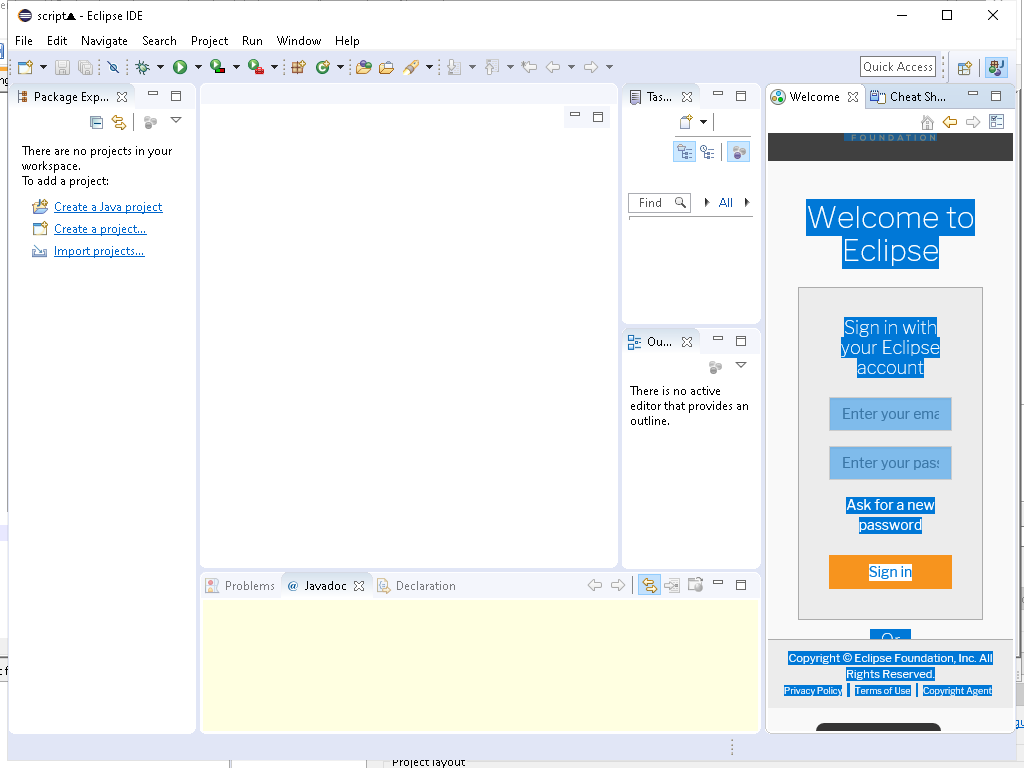 script▲ - Eclipse IDE
File Edit Navigate Search Project Run Window Help
Quick Access
Package Exp...
There are no projects in your
workspace.
To add a project:
Create a Java project
Create a project...
Import projects...
Tas...
Find
All
Ou...
There is no active
editor that provides an
outline.
Problems
@ Javadoc
Declaration
Welcome
Cheat Sh...
FOUNDATION
Welcome to
Eclipse
Sign in with
your Eclipse
account
Enter your ema
Enter your pass
Ask for a new
password
Sign in
Or
Copyright © Eclipse Foundation, Inc. All
Rights Reserved.
Privacy Policy | Terms of Use | Copyright Agent
Project layout